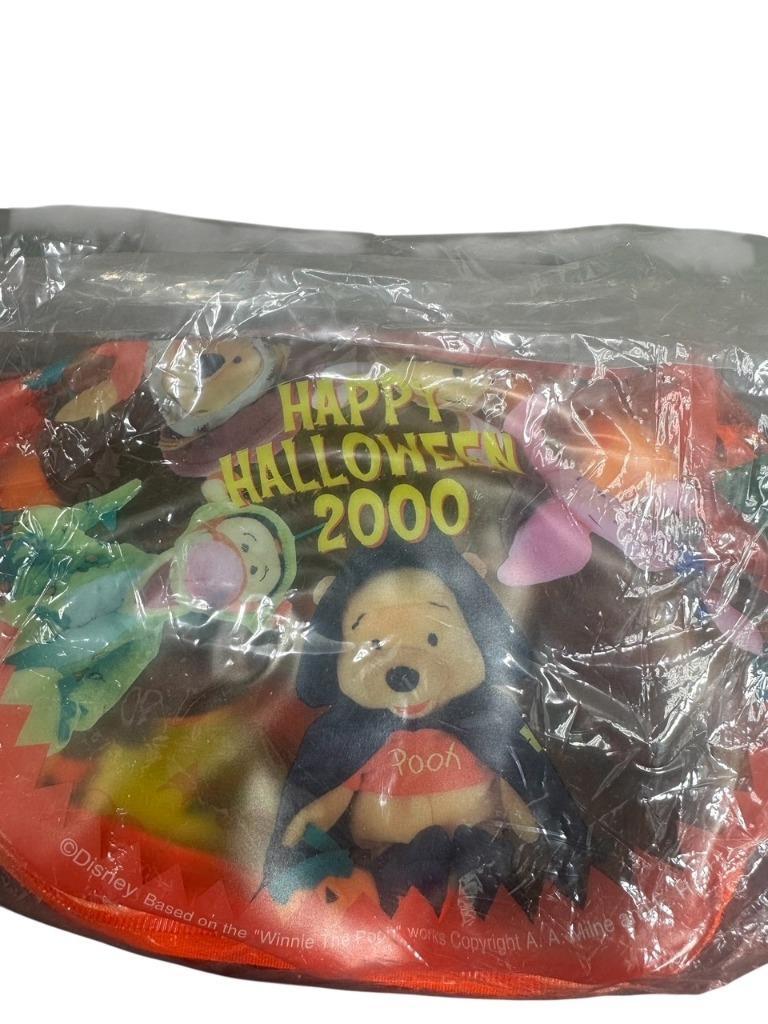 HAPPY
HALLOWEEN
2000
Pooh
©Disney Based on the "Winnie The Pooh" works Copyright A. A. Milne